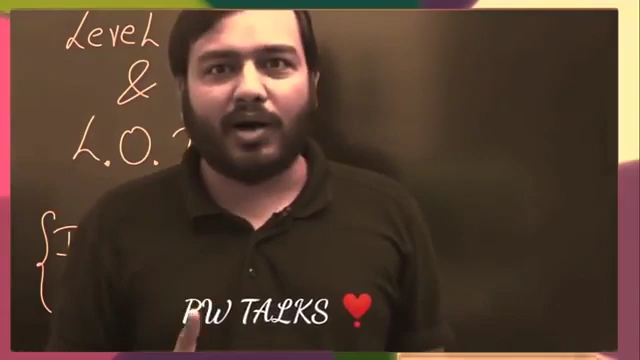 Level
&
L.O.
{ I
PW TALKS ❣